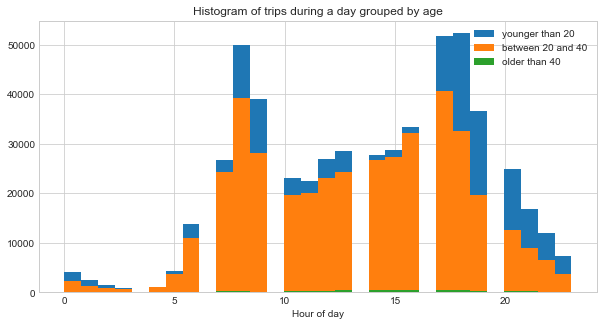 Histogram of trips during a day grouped by age
younger than 20
between 20 and 40
older than 40
50000
40000
30000
20000
10000
0
0 5 10 15 20
Hour of day